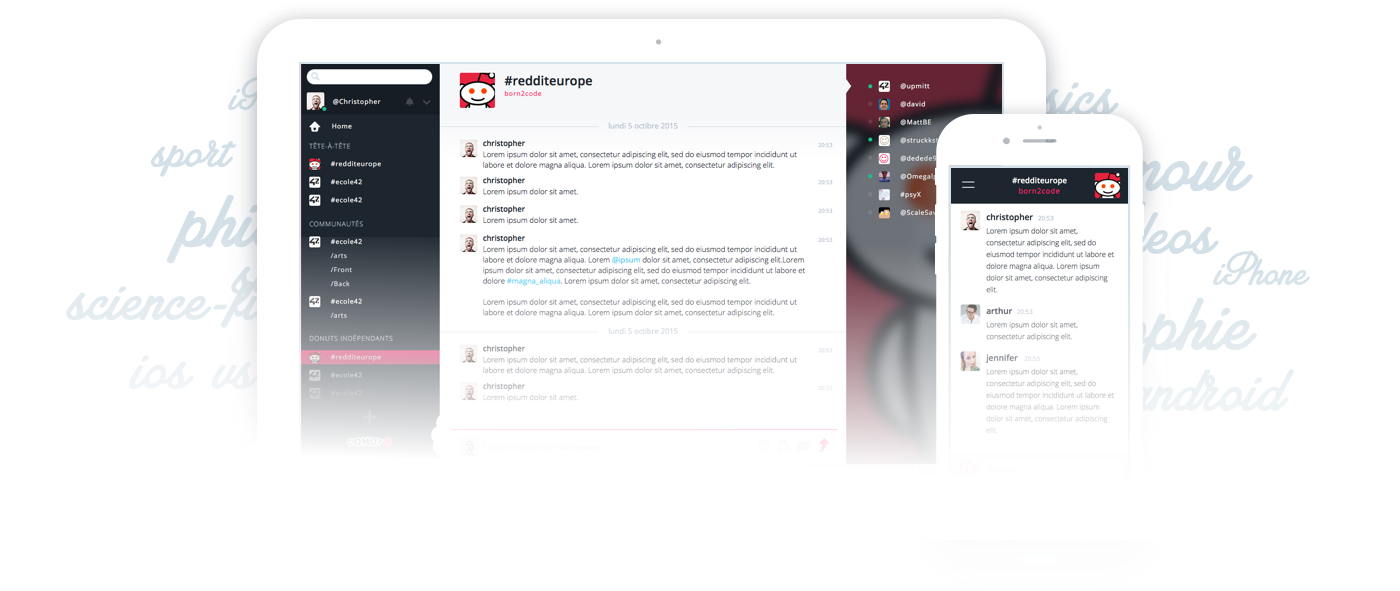 sport
science-fi
ios
@Christopher
Home
TÊTE-À-TÊTE
#redditeurope
#ecole42
#ecole42
COMMUNAUTÉS
#ecole42
/arts
/Front
/Back
#ecole42
/arts
DONUTS INDÉPENDANTS
#redditeurope
#ecole42
#redditeurope
born2code
lundi 5 octibre 2015
christopher 20:53
Lorem ipsum dolor sit amet, consectetur adipiscing elit, sed do eiusmod tempor incididunt ut
labore et dolore magna aliqua. Lorem ipsum dolor sit amet, consectetur adipiscing elit.
christopher 20:53
Lorem ipsum dolor sit amet.
christopher 20:53
Lorem ipsum dolor sit amet.
christopher 20:53
Lorem ipsum dolor sit amet, consectetur adipiscing elit, sed do eiusmod tempor incididunt ut
labore et dolore magna aliqua. Lorem @ipsum dolor sit amet, consectetur adipiscing elit.Lorem
ipsum dolor sit amet, consectetur adipiscing elit, sed do eiusmod tempor incididunt ut labore et
dolore #magna_aliqua. Lorem ipsum dolor sit amet, consectetur adipiscing elit.
Lorem ipsum dolor sit amet, consectetur adipiscing elit, sed do eiusmod tempor incididunt ut
labore et dolore magna aliqua. Lorem ipsum dolor sit amet, consectetur adipiscing elit.
lundi 5 octibre 2015
christopher 20:53
Lorem ipsum dolor sit amet, consectetur adipiscing elit, sed do eiusmod tempor incididunt ut
labore et dolore magna aliqua. Lorem ipsum dolor sit amet, consectetur adipiscing elit.
christopher 20:53
Lorem ipsum dolor sit amet.
@upmitt
@david
@MattBE
@struckks
@dedede9
@Omegalp
#psyX
@ScaleSav
#redditeurope
born2code
christopher 20:53
Lorem ipsum dolor sit amet,
consectetur adipiscing elit, sed do
eiusmod tempor incididunt ut
labore et dolore magna aliqua.
Lorem ipsum dolor sit amet,
consectetur adipiscing elit.
elit.
arthur 20:53
Lorem ipsum dolor sit amet,
consectetur adipiscing elit.
jennifer 20:53
Lorem ipsum dolor sit amet,
consectetur adipiscing elit, sed do
eiusmod tempor incididunt ut
labore et dolore magna aliqua.
Lorem ipsum dolor sit amet,
consectetur adipiscing elit.
elit.
sics
mour
deos
iPhone
ophie
android